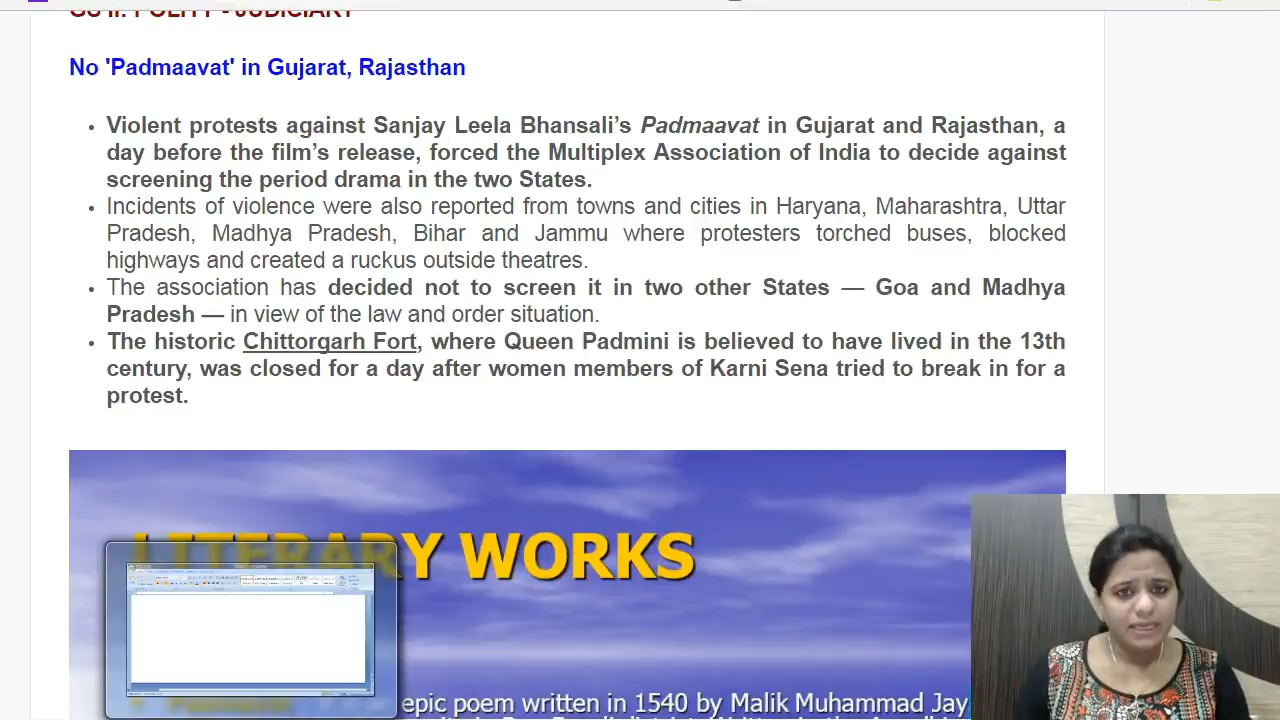 GS II: POLITY - JUDICIARY
No 'Padmaavat' in Gujarat, Rajasthan
• Violent protests against Sanjay Leela Bhansali’s Padmaavat in Gujarat and Rajasthan, a
day before the film’s release, forced the Multiplex Association of India to decide against
screening the period drama in the two States.
• Incidents of violence were also reported from towns and cities in Haryana, Maharashtra, Uttar
Pradesh, Madhya Pradesh, Bihar and Jammu where protesters torched buses, blocked
highways and created a ruckus outside theatres.
• The association has decided not to screen it in two other States — Goa and Madhya
Pradesh — in view of the law and order situation.
• The historic Chittorgarh Fort, where Queen Padmini is believed to have lived in the 13th
century, was closed for a day after women members of Karni Sena tried to break in for a
protest.
LITERARY WORKS
epic poem written in 1540 by Malik Muhammad Jay